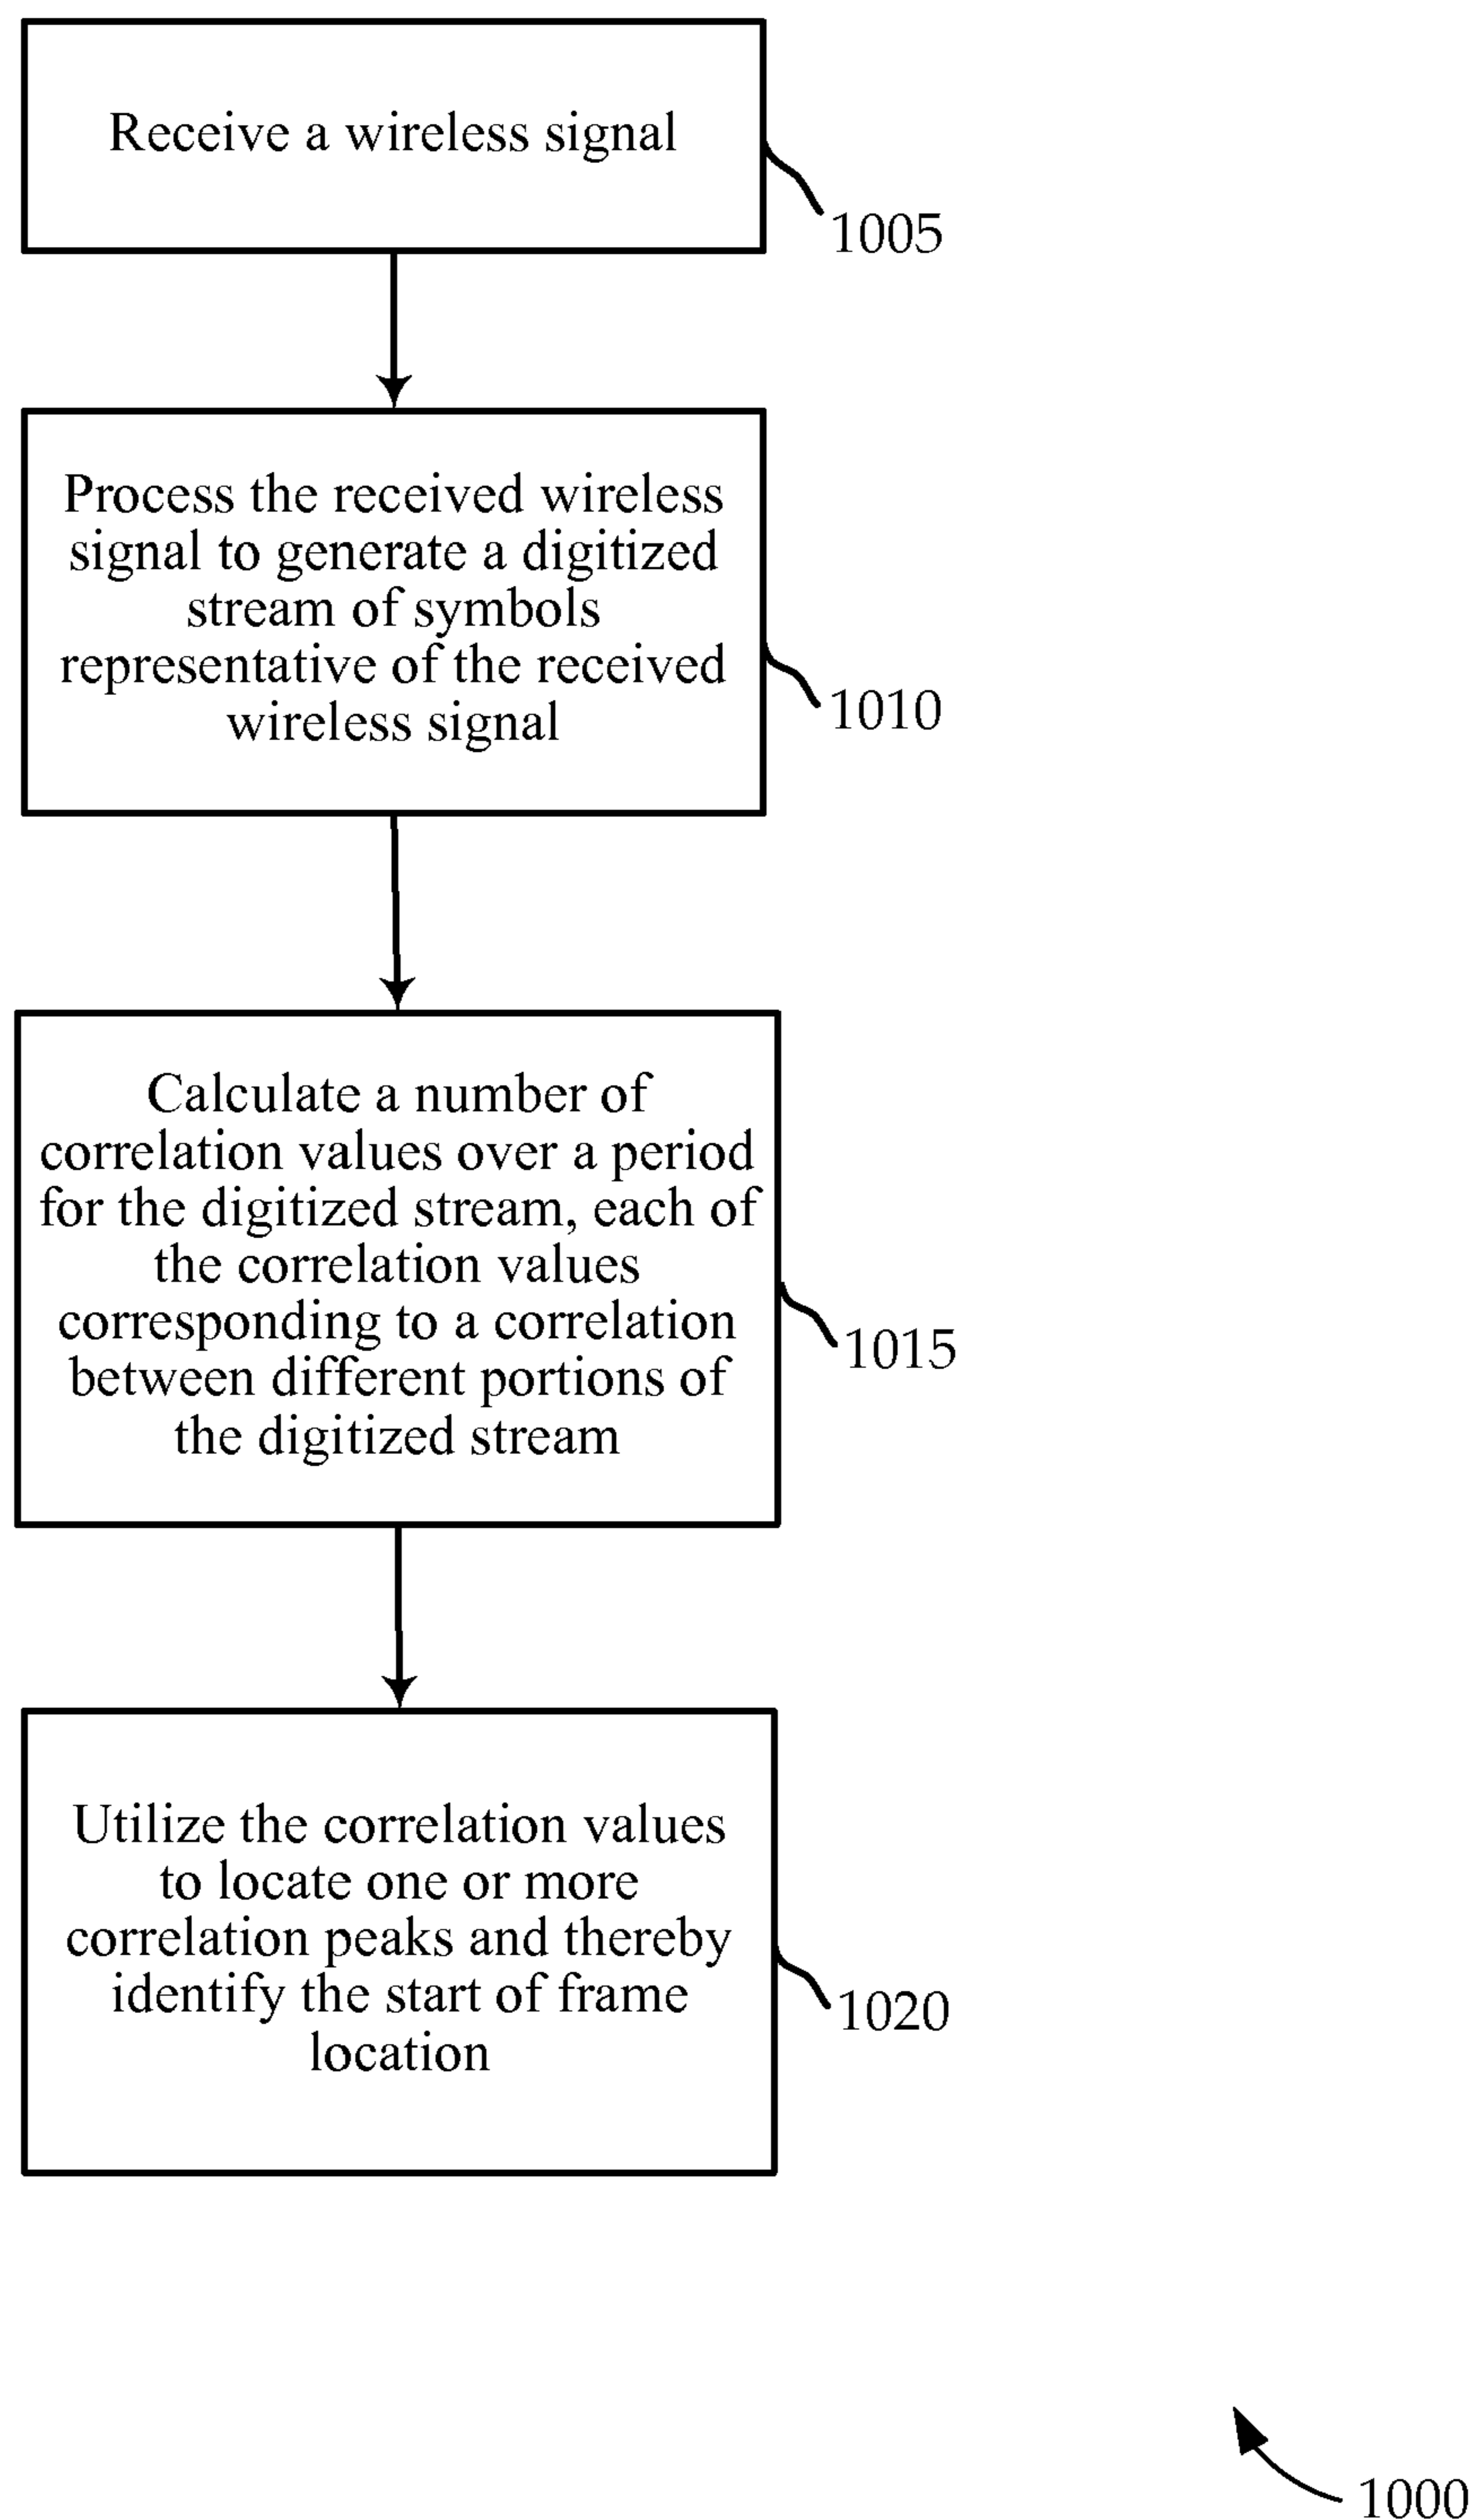 Receive a wireless signal
1005
Process the received wireless
signal to generate a digitized
stream of symbols
representative of the received
wireless signal
1010
Calculate a number of
correlation values over a period
for the digitized stream, each of
the correlation values
corresponding to a correlation
between different portions of
the digitized stream
1015
Utilize the correlation values
to locate one or more
correlation peaks and thereby
identify the start of frame
location
1020
1000